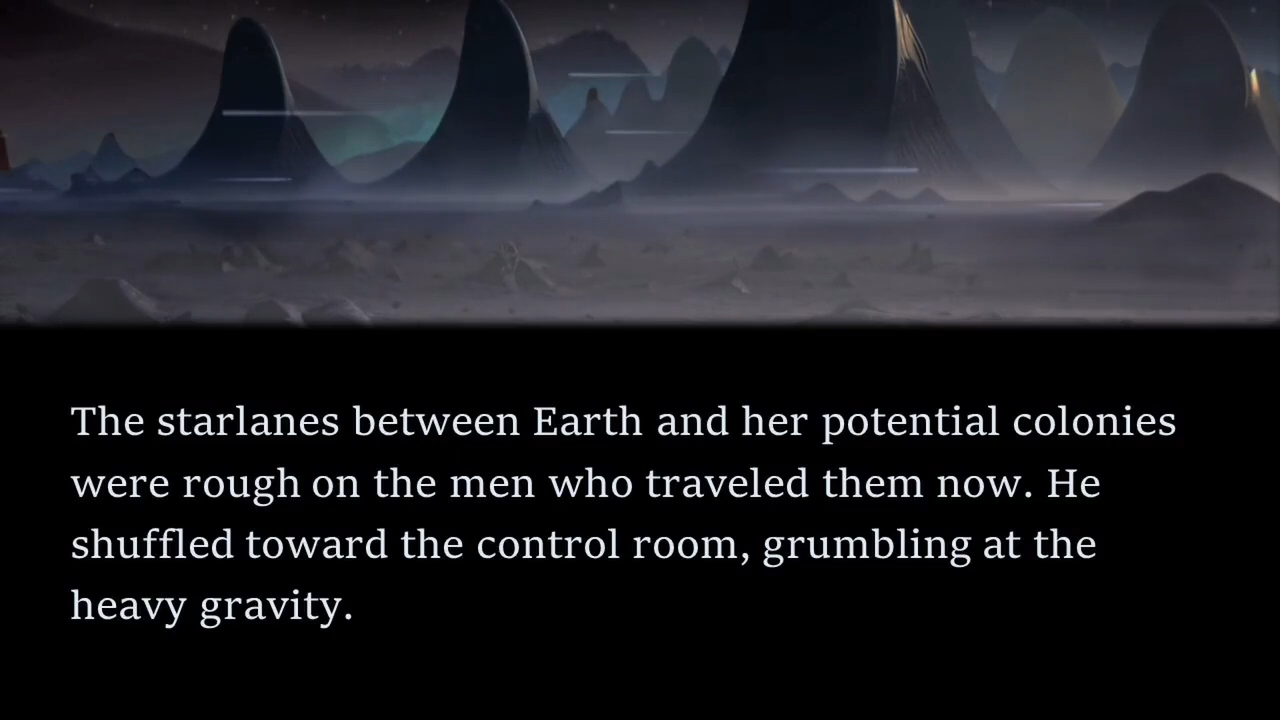 The starlanes between Earth and her potential colonies
were rough on the men who traveled them now. He
shuffled toward the control room, grumbling at the
heavy gravity.